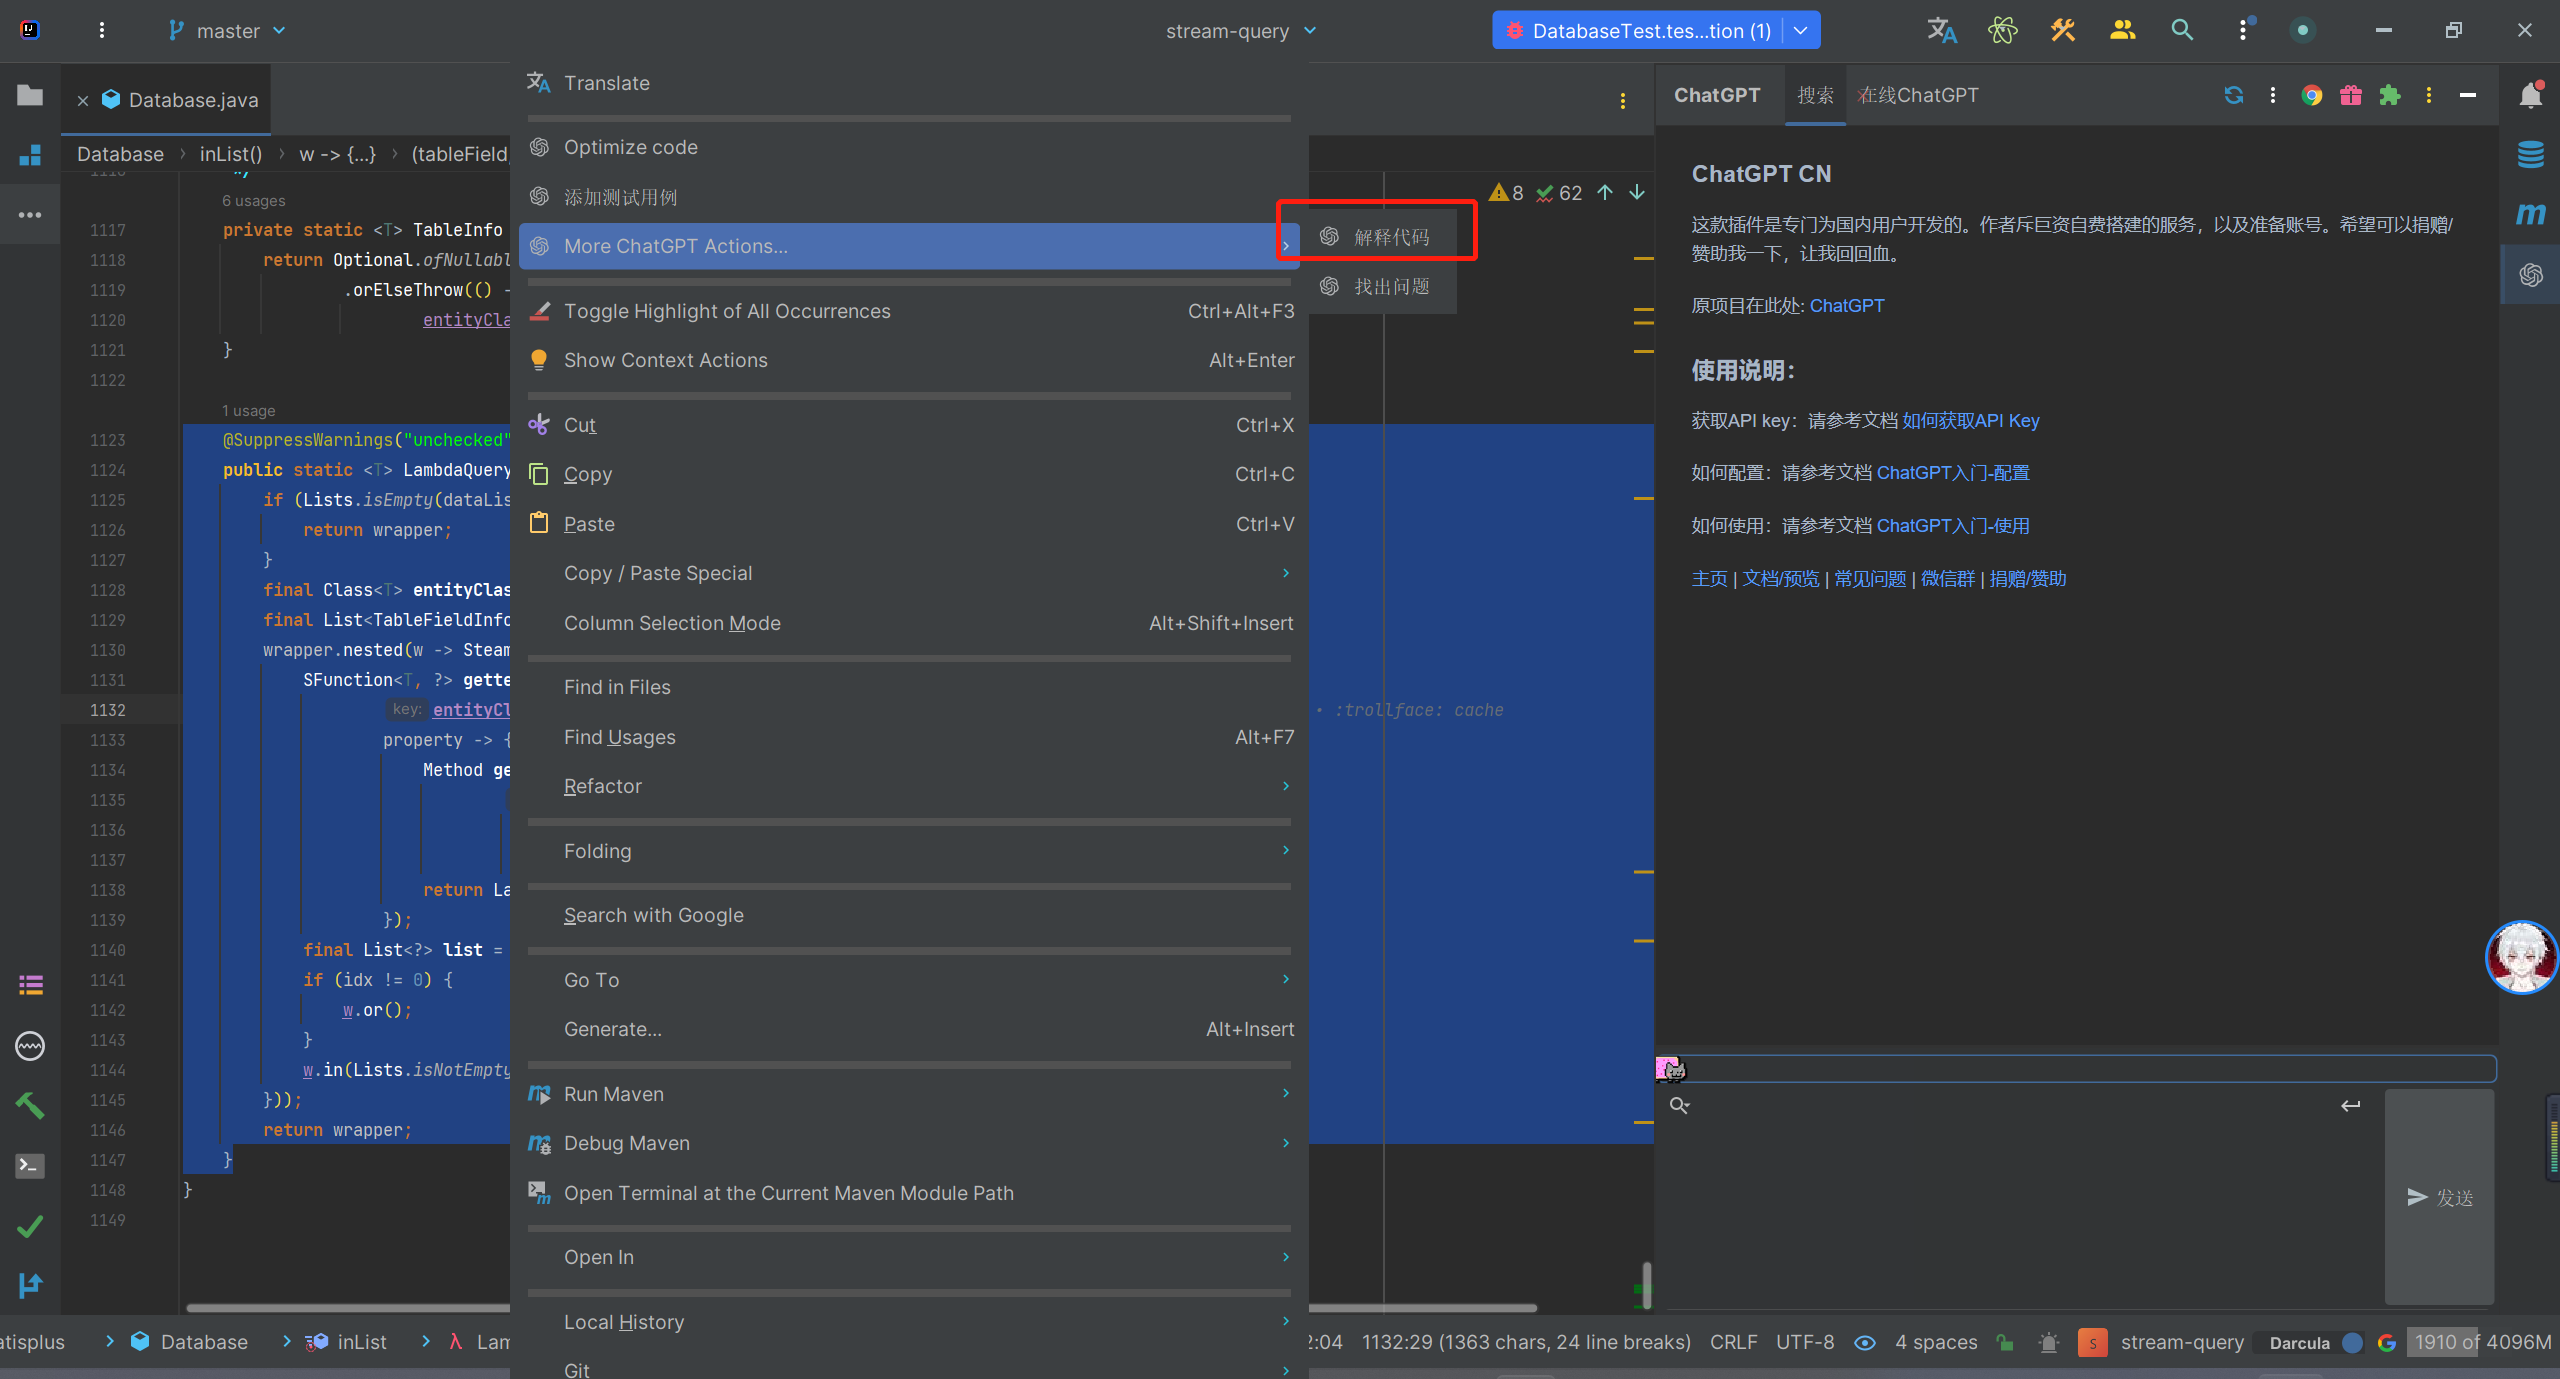 master
stream-query
DatabaseTest.tes...tion (1)
Database.java
Database › inList() › w -> {...} › (tableField,
1116 */
6 usages
1117 private static <T> TableInfo
1118 return Optional.ofNullabl
1119 .orElseThrow(() -
1120 entityCla
1121 }
1122
1 usage
1123 @SuppressWarnings("unchecked"
1124 public static <T> LambdaQuery
1125 if (Lists.isEmpty(dataLis
1126 return wrapper;
1127 }
1128 final Class<T> entityClas
1129 final List<TableFieldInfo
1130 wrapper.nested(w -> Steam
1131 SFunction<T, ?> gette
1132 key: entityCl
• :trollface: cache
1133 property -> {
1134 Method ge
1135
1136
1137
1138 return La
1139 });
1140 final List<?> list =
1141 if (idx != 0) {
1142 w.or();
1143 }
1144 w.in(Lists.isNotEmpty
1145 }));
1146 return wrapper;
1147 }
1148 }
1149
8 62
Translate
Optimize code
添加测试用例
More ChatGPT Actions...
解释代码
找出问题
Toggle Highlight of All Occurrences Ctrl+Alt+F3
Show Context Actions Alt+Enter
Cut Ctrl+X
Copy Ctrl+C
Paste Ctrl+V
Copy / Paste Special
Column Selection Mode Alt+Shift+Insert
Find in Files
Find Usages Alt+F7
Refactor
Folding
Search with Google
Go To
Generate... Alt+Insert
Run Maven
Debug Maven
Open Terminal at the Current Maven Module Path
Open In
Local History
Git
ChatGPT 搜索 在线ChatGPT
ChatGPT CN
这款插件是专门为国内用户开发的。作者斥巨资自费搭建的服务，以及准备账号。希望可以捐赠/
赞助我一下，让我回回血。
原项目在此处: ChatGPT
使用说明：
获取API key：请参考文档 如何获取API Key
如何配置：请参考文档 ChatGPT入门-配置
如何使用：请参考文档 ChatGPT入门-使用
主页 | 文档/预览 | 常见问题 | 微信群 | 捐赠/赞助
发送
atisplus › Database › inList › λ Lam
2:04 1132:29 (1363 chars, 24 line breaks) CRLF UTF-8 4 spaces S stream-query Darcula 1910 of 4096M